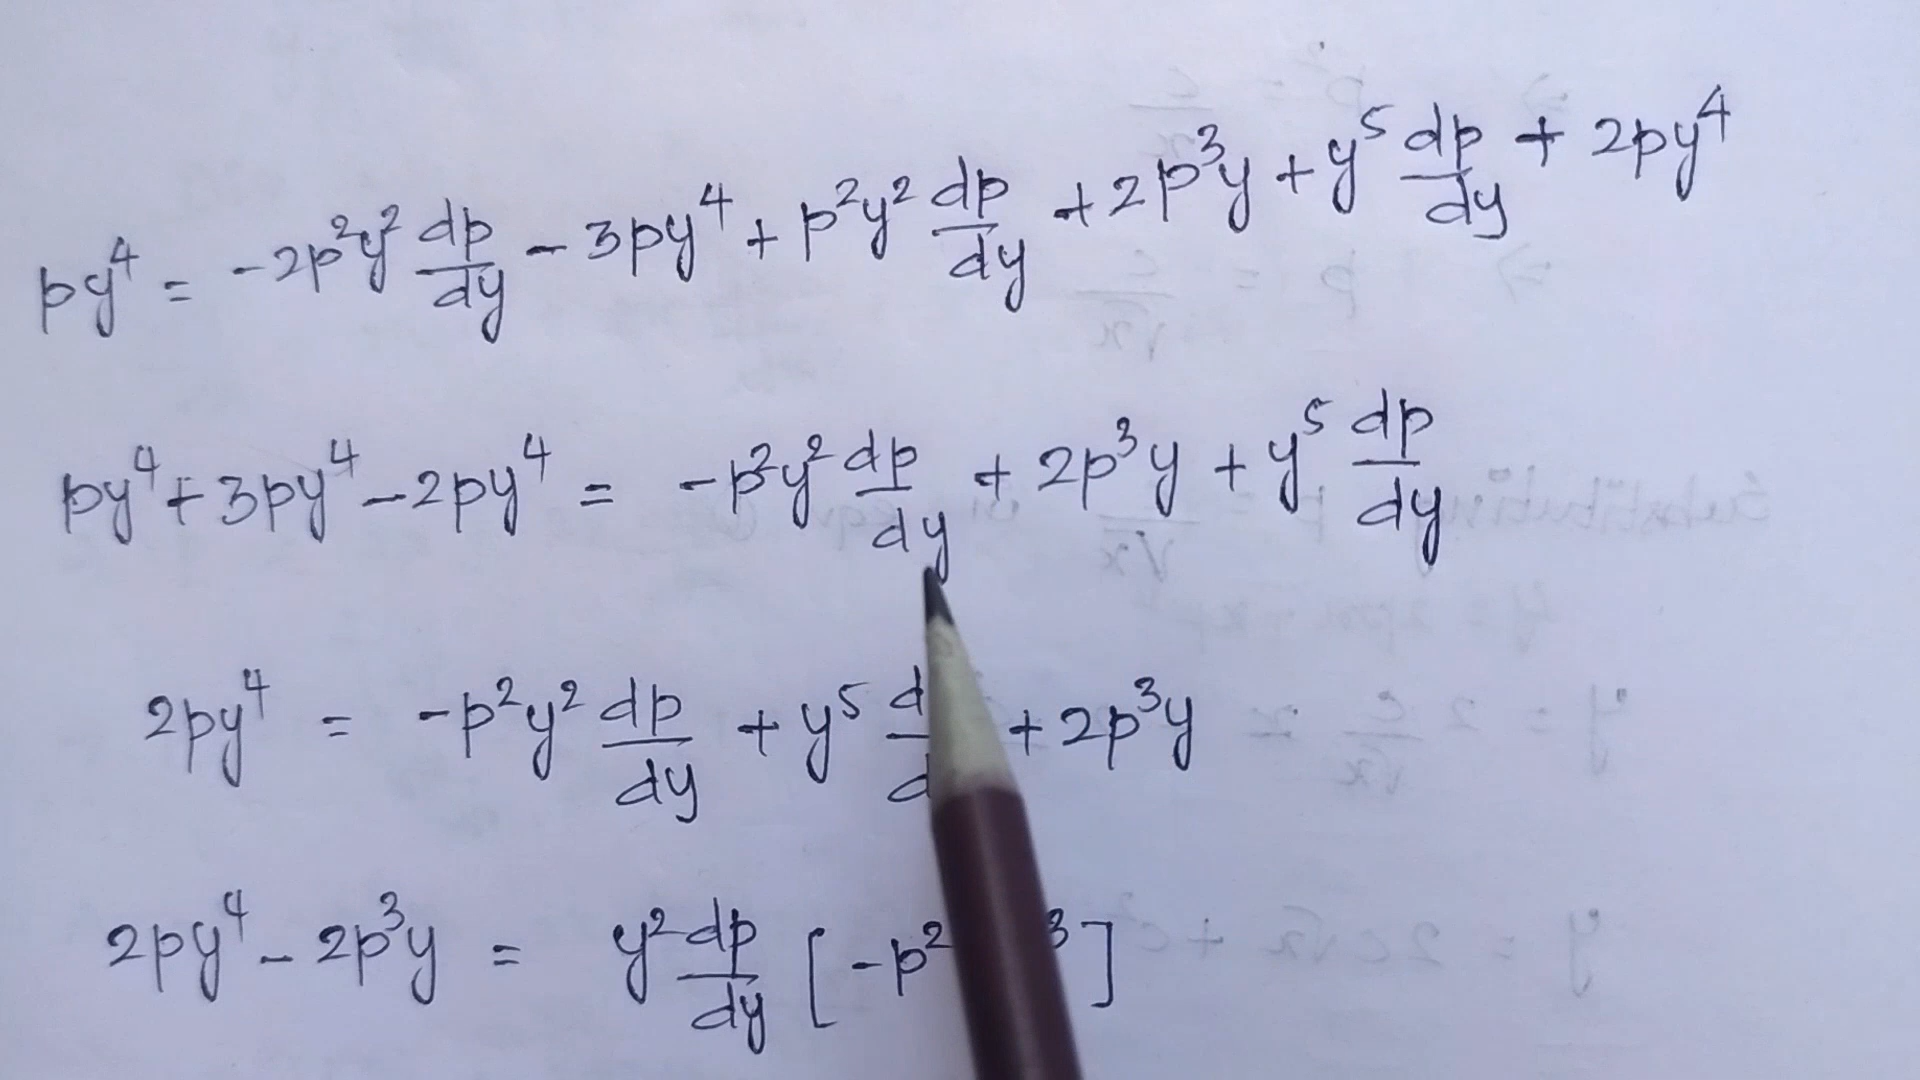 py⁴ = -2p²y² dp/dy - 3py⁴ + p²y² dp/dy + 2p³y + y⁵ dp/dy + 2py⁴
py⁴ + 3py⁴ - 2py⁴ = -p²y² dp/dy + 2p³y + y⁵ dp/dy
2py⁴ = -p²y² dp/dy + y⁵ d d + 2p³y
2py⁴ - 2p³y = y² dp/dy [-p² ³]